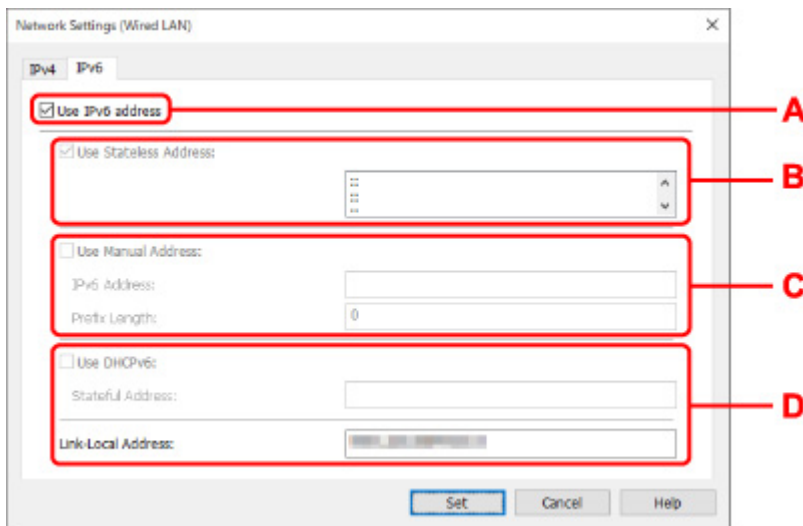 Network Settings (Wired LAN)
IPv4 IPv6
Use IPv6 address
A
Use Stateless Address:
::
::
::
B
Use Manual Address:
IPv6 Address:
Prefix Length: 0
C
Use DHCPv6:
Stateful Address:
D
Link-Local Address:
Set Cancel Help